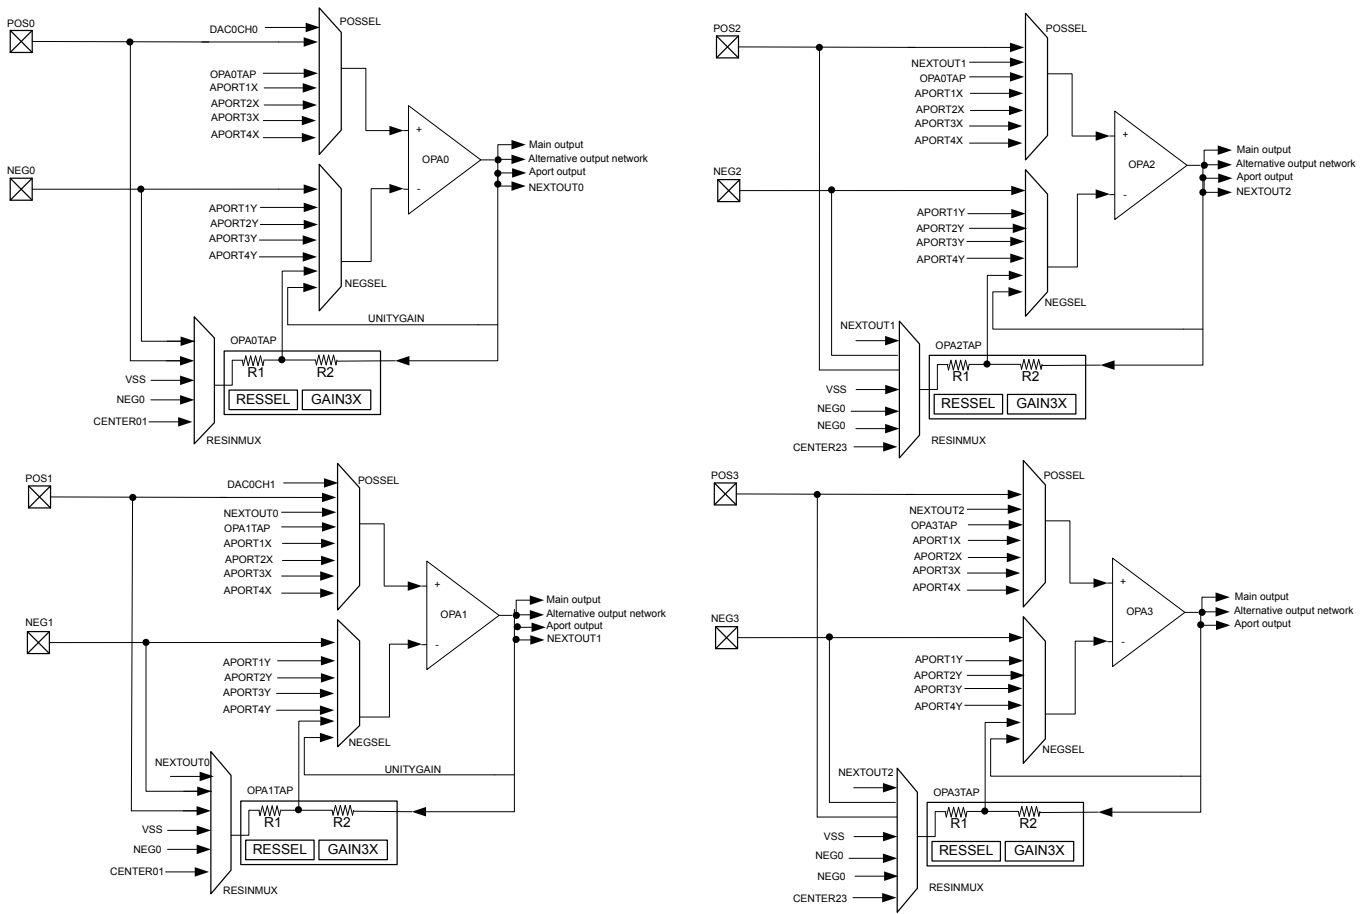 POS0
DAC0CH0
POSSEL
OPA0TAP
APORT1X
APORT2X
APORT3X
APORT4X
+
OPA0
-
Main output
Alternative output network
Aport output
NEXTOUT0
NEG0
APORT1Y
APORT2Y
APORT3Y
APORT4Y
NEGSEL
UNITYGAIN
OPA0TAP
R1
R2
VSS
NEG0
CENTER01
RESSEL
GAIN3X
RESINMUX
POS2
POSSEL
NEXTOUT1
OPA0TAP
APORT1X
APORT2X
APORT3X
APORT4X
+
OPA2
-
Main output
Alternative output network
Aport output
NEXTOUT2
NEG2
APORT1Y
APORT2Y
APORT3Y
APORT4Y
NEGSEL
NEXTOUT1
OPA2TAP
R1
R2
VSS
NEG0
NEG0
CENTER23
RESSEL
GAIN3X
RESINMUX
POS1
DAC0CH1
POSSEL
NEXTOUT0
OPA1TAP
APORT1X
APORT2X
APORT3X
APORT4X
+
OPA1
-
Main output
Alternative output network
Aport output
NEXTOUT1
NEG1
APORT1Y
APORT2Y
APORT3Y
APORT4Y
NEGSEL
UNITYGAIN
NEXTOUT0
OPA1TAP
R1
R2
VSS
NEG0
CENTER01
RESSEL
GAIN3X
RESINMUX
POS3
POSSEL
NEXTOUT2
OPA3TAP
APORT1X
APORT2X
APORT3X
APORT4X
+
OPA3
-
Main output
Alternative output network
Aport output
NEG3
APORT1Y
APORT2Y
APORT3Y
APORT4Y
NEGSEL
NEXTOUT2
OPA3TAP
R1
R2
VSS
NEG0
NEG0
CENTER23
RESSEL
GAIN3X
RESINMUX